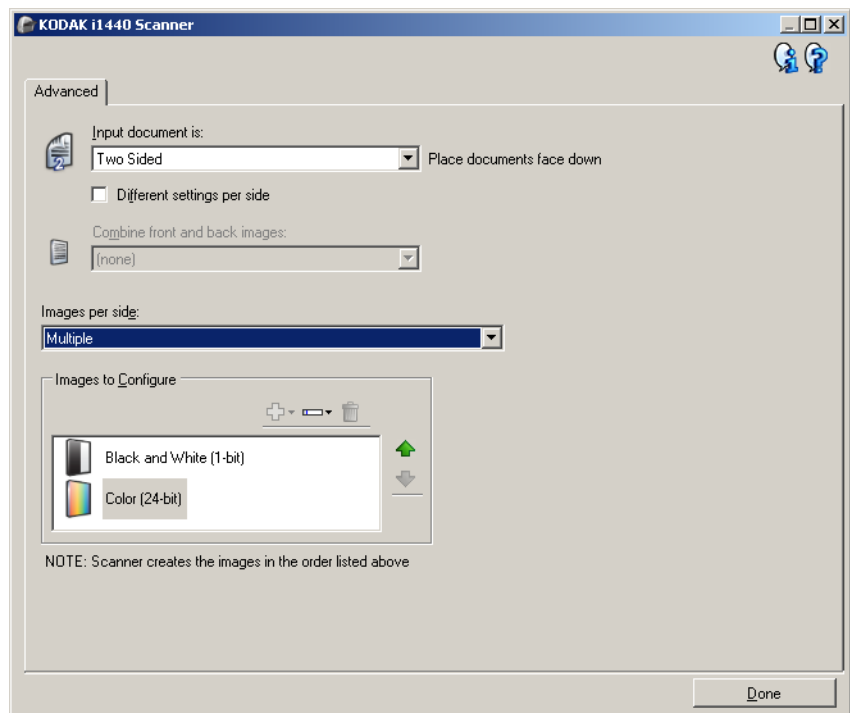 KODAK i1440 Scanner
Advanced
Input document is:
2
Two Sided
Place documents face down
Different settings per side
Combine front and back images:
(none)
Images per side:
Multiple
Images to Configure
Black and White (1-bit)
Color (24-bit)
NOTE: Scanner creates the images in the order listed above
Done